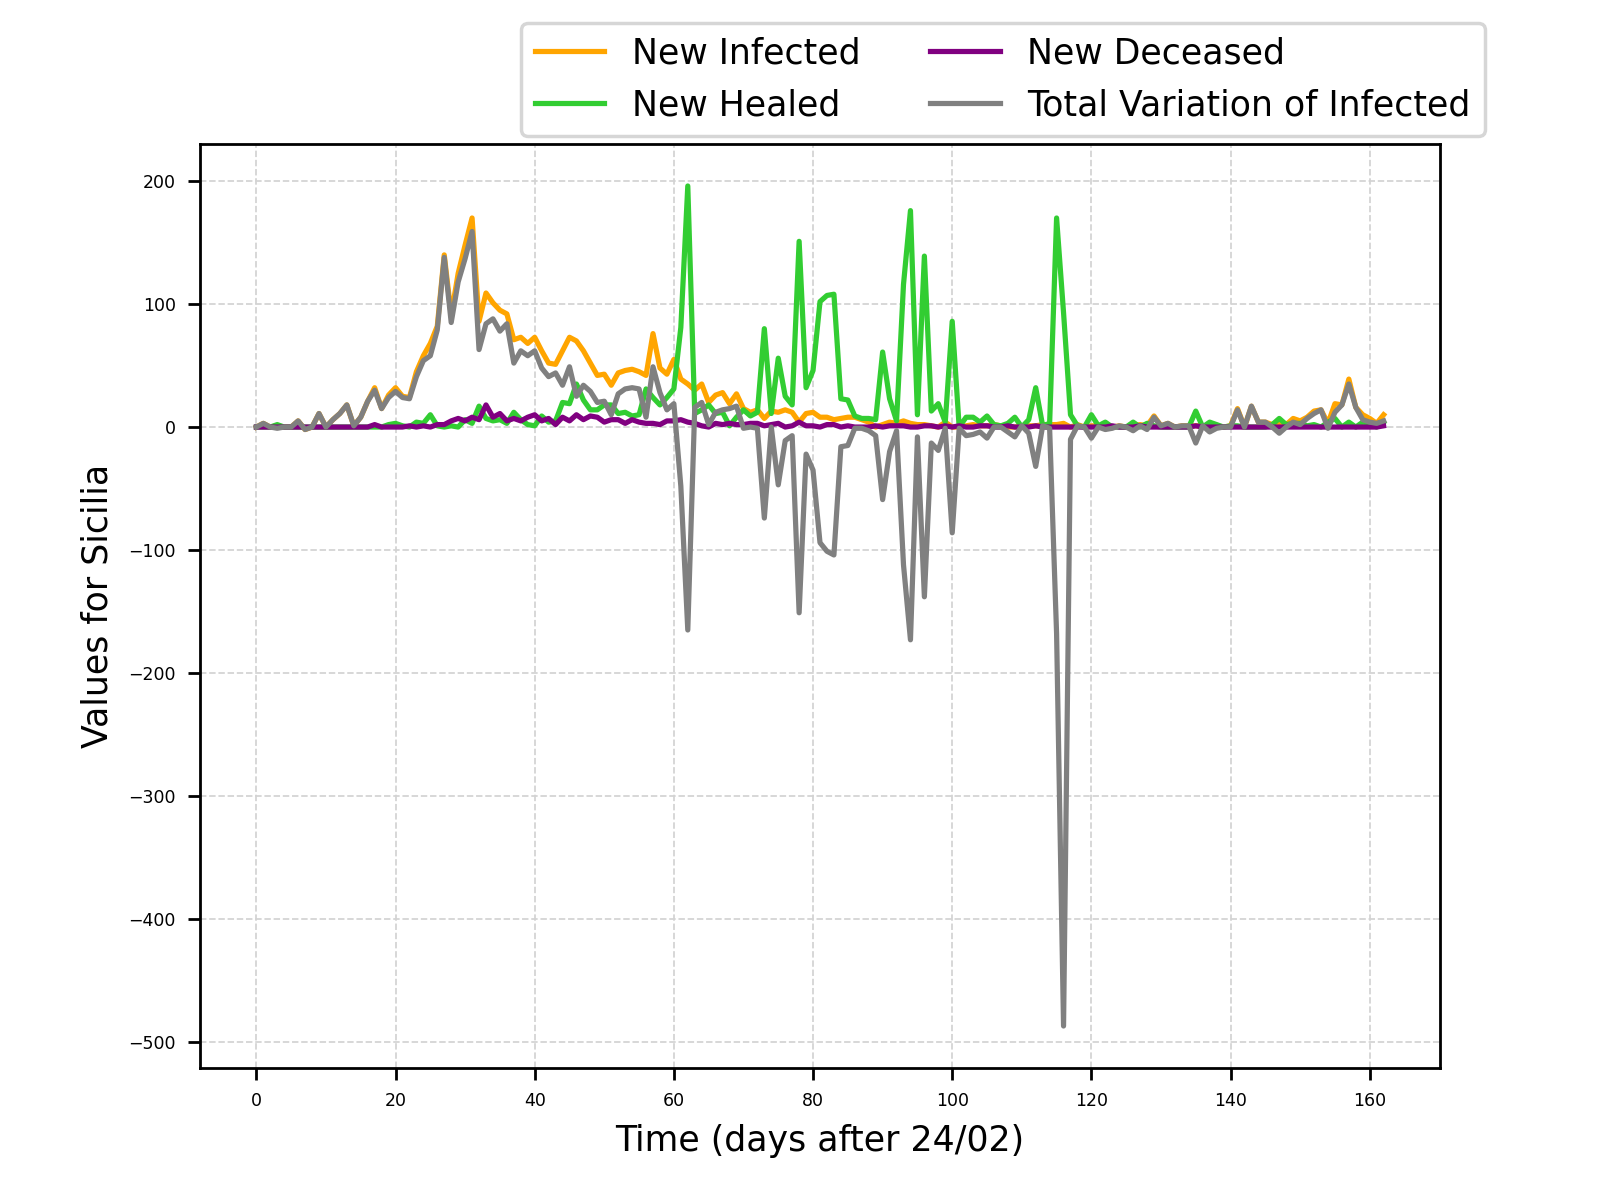 New Infected
New Healed
New Deceased
Total Variation of Infected
200
100
0
−100
−200
−300
−400
−500
Values for Sicilia
0 20 40 60 80 100 120 140 160
Time (days after 24/02)